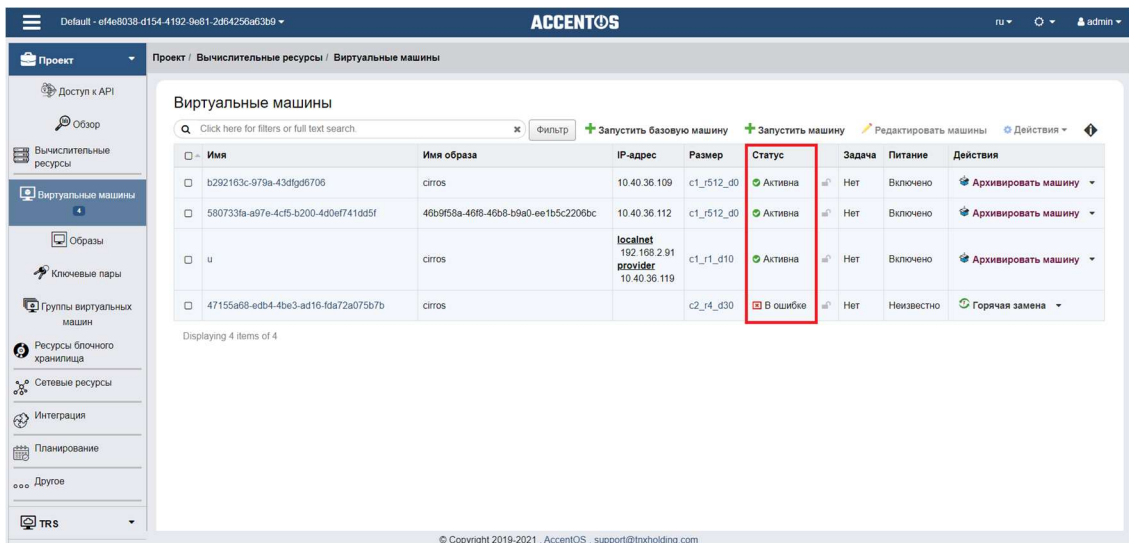 Default - ef4e8038-d154-4192-9e81-2d64256a63b9
ACCENTOS
ru
admin
Проект
Проект / Вычислительные ресурсы / Виртуальные машины
Доступ к API
Обзор
Вычислительные
ресурсы
Виртуальные машины
4
Образы
Ключевые пары
Группы виртуальных
машин
Ресурсы блочного
хранилища
Сетевые ресурсы
Интеграция
Планирование
Другое
TRS
Виртуальные машины
Click here for filters or full text search.
Фильтр
Запустить базовую машину
Запустить машину
Редактировать машины
Действия
Имя Имя образа IP-адрес Размер Статус Задача Питание Действия
b292163c-979a-43dfgd6706 cirros 10.40.36.109 c1_r512_d0 Активна Нет Включено Архивировать машину
580733fa-a97e-4cf5-b200-4d0ef741dd5f 46b9f58a-46f8-46b8-b9a0-ee1b5c2206bc 10.40.36.112 c1_r512_d0 Активна Нет Включено Архивировать машину
localnet
192.168.2.91
u cirros c1_r1_d10 Активна Нет Включено Архивировать машину
provider
10.40.36.119
47155a68-edb4-4be3-ad16-fda72a075b7b cirros c2_r4_d30 В ошибке Нет Неизвестно Горячая замена
Displaying 4 items of 4
© Copyright 2019-2021 . AccentOS . support@tnxholding.com